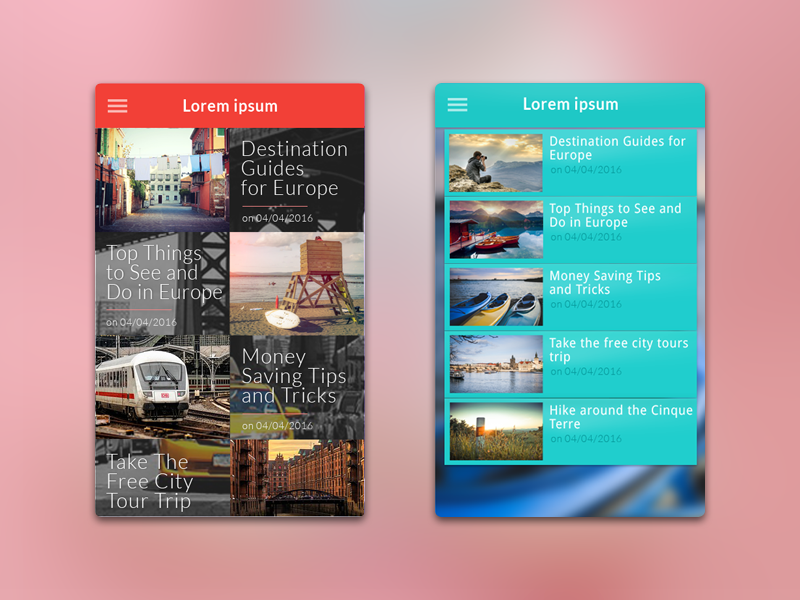 Lorem ipsum
Destination
Guides
for Europe
on 04/04/2016
Top Things
to See and
Do in Europe
on 04/04/2016
Money
Saving Tips
and Tricks
on 04/04/2016
Take The
Free City
Tour Trip
Lorem ipsum
Destination Guides for
Europe
on 04/04/2016
Top Things to See and
Do in Europe
on 04/04/2016
Money Saving Tips
and Tricks
on 04/04/2016
Take the free city tours
trip
on 04/04/2016
Hike around the Cinque
Terre
on 04/04/2016